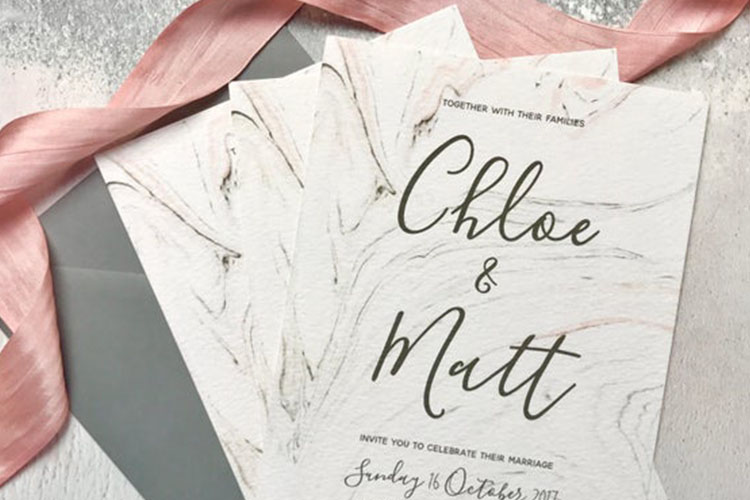 TOGETHER WITH THEIR FAMILIES
Chloe
&
Matt
INVITE YOU TO CELEBRATE THEIR MARRIAGE
Sunday 16 October 2017